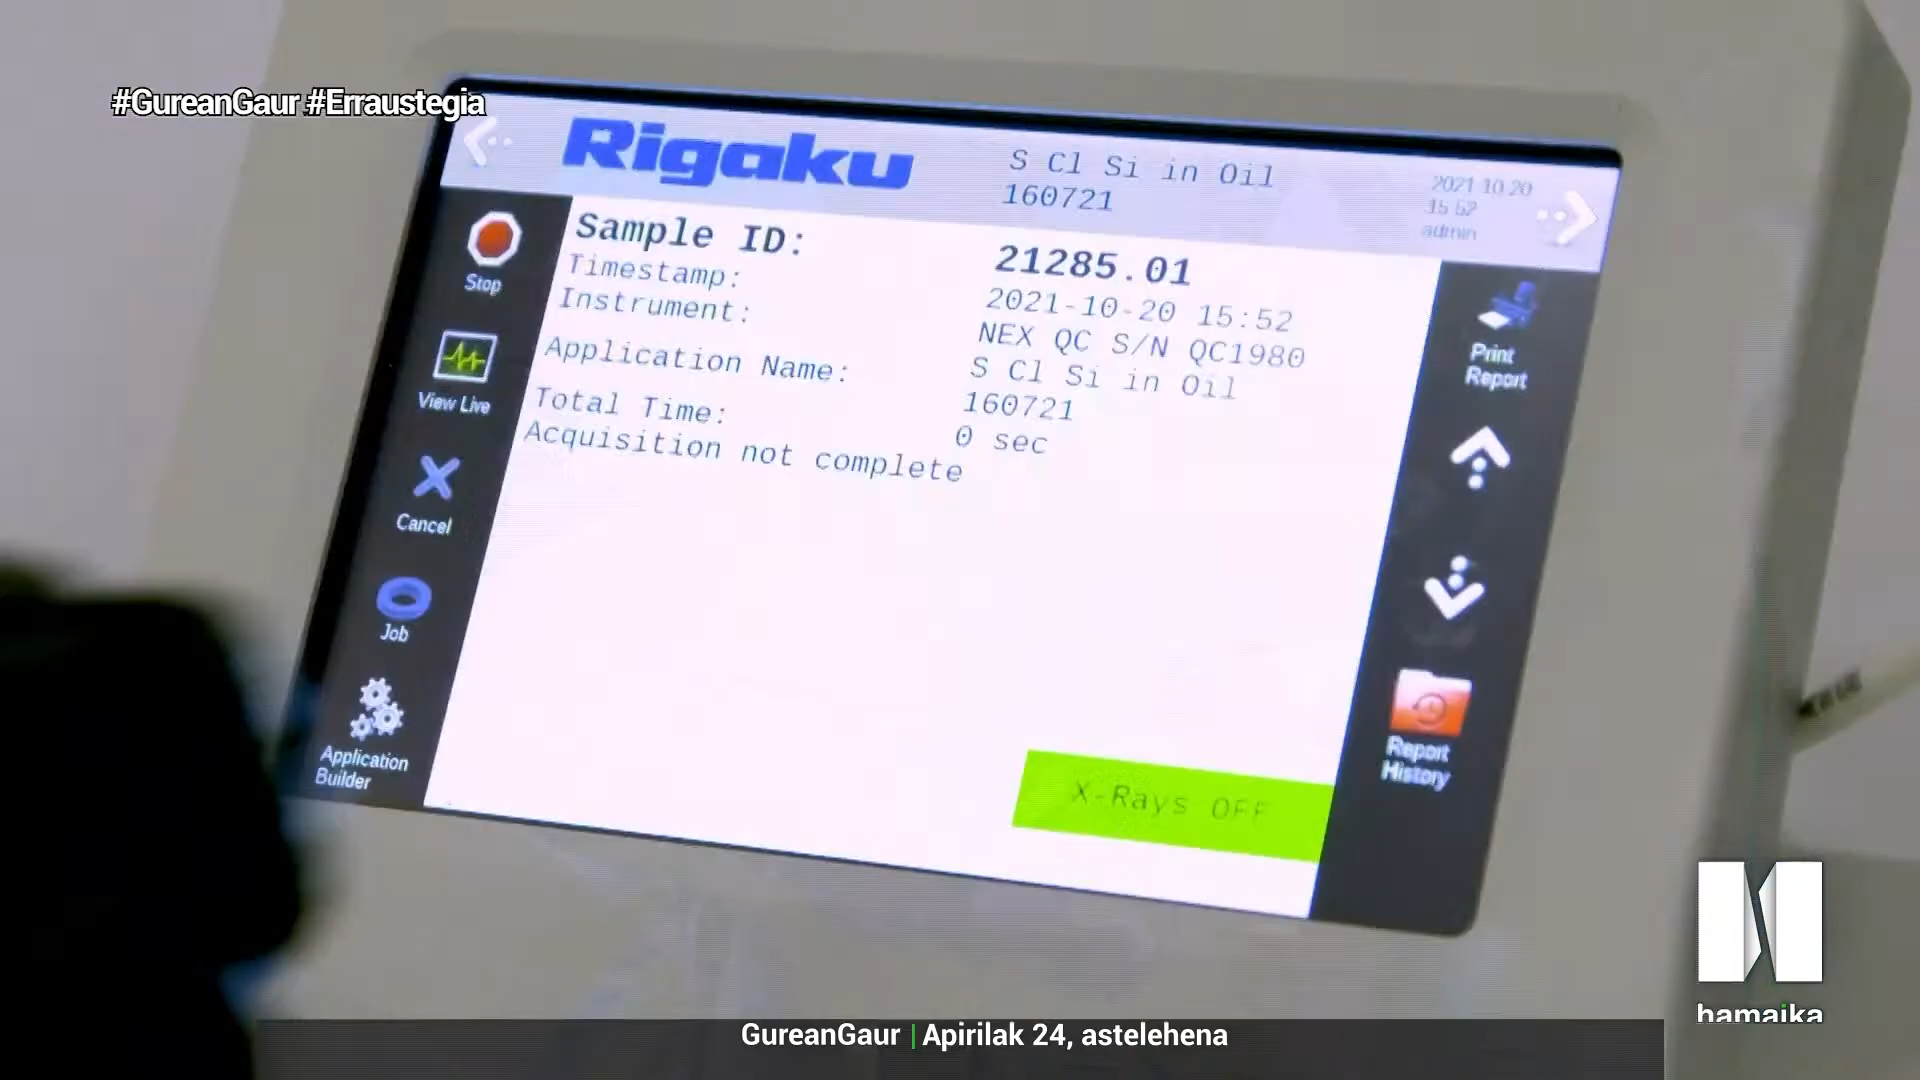 #GureanGaur #Erraustegia
Rigaku
S Cl Si in Oil
160721
2021 10 20
15 52
admin
Stop
View Live
Cancel
Job
Application
Builder
Sample ID: 21285.01
Timestamp: 2021-10-20 15:52
Instrument: NEX QC S/N QC1980
Application Name: S Cl Si in Oil
160721
Total Time: 0 sec
Acquisition not complete
X-Rays OFF
Print
Report
Report
History
hamaika
GureanGaur | Apirilak 24, astelehena